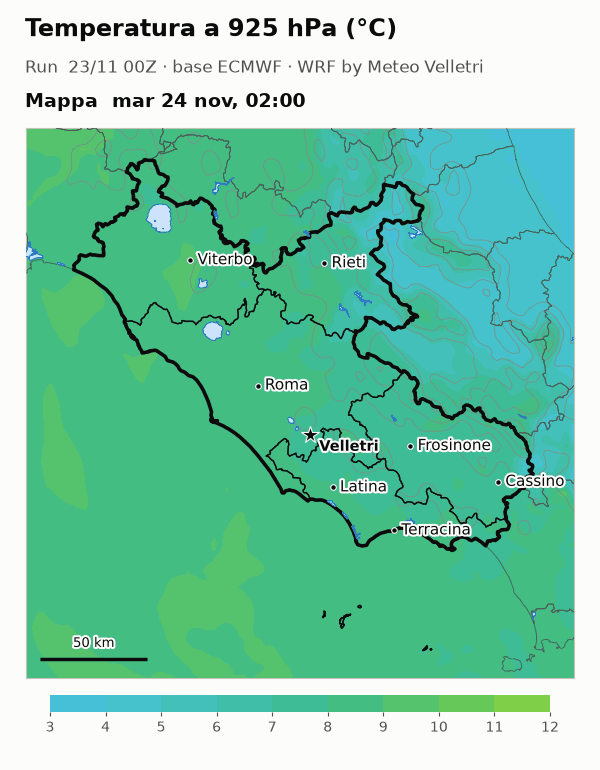 Temperatura a 925 hPa (°C)
Run  23/11 00Z · base ECMWF · WRF by Meteo Velletri
Mappa  mar 24 nov, 02:00
Viterbo
Rieti
Roma
Velletri
Frosinone
Latina
Cassino
Terracina
50 km
3 4 5 6 7 8 9 10 11 12